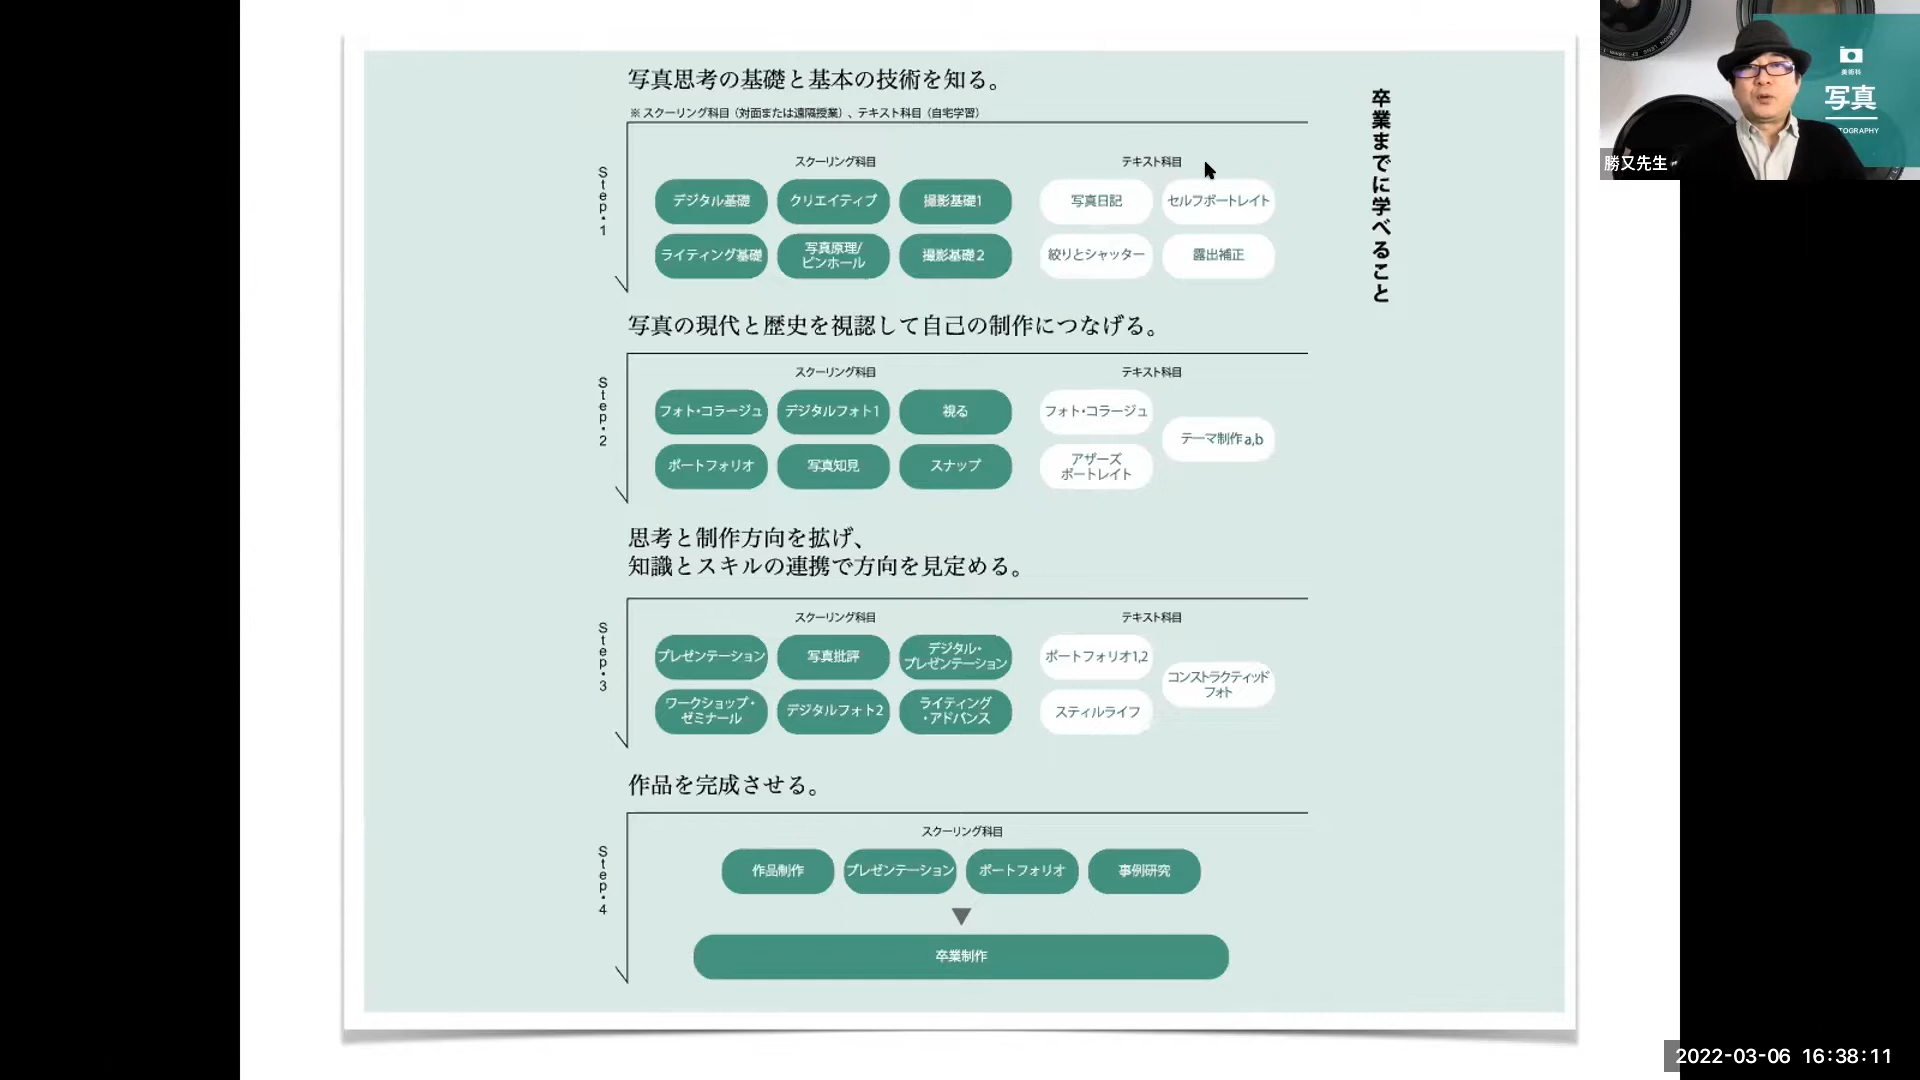 卒業までに学べること
写真思考の基礎と基本の技術を知る。
※ スクーリング科目（対面または遠隔授業）、テキスト科目（自宅学習）
Step・1
スクーリング科目
デジタル基礎
クリエイティブ
撮影基礎1
ライティング基礎
写真原理/
ピンホール
撮影基礎2
テキスト科目
写真日記
セルフポートレイト
絞りとシャッター
露出補正
写真の現代と歴史を視認して自己の制作につなげる。
Step・2
スクーリング科目
フォト・コラージュ
デジタルフォト1
視る
ポートフォリオ
写真知見
スナップ
テキスト科目
フォト・コラージュ
テーマ制作a,b
アザーズ
ポートレイト
思考と制作方向を拡げ、
知識とスキルの連携で方向を見定める。
Step・3
スクーリング科目
プレゼンテーション
写真批評
デジタル・
プレゼンテーション
ワークショップ・
ゼミナール
デジタルフォト2
ライティング
・アドバンス
テキスト科目
ポートフォリオ1,2
コンストラクティッド
フォト
スティルライフ
作品を完成させる。
Step・4
スクーリング科目
作品制作
プレゼンテーション
ポートフォリオ
事例研究
卒業制作
美術科
写真
TOGRAPHY
勝又先生
2022-03-06 16:38:11